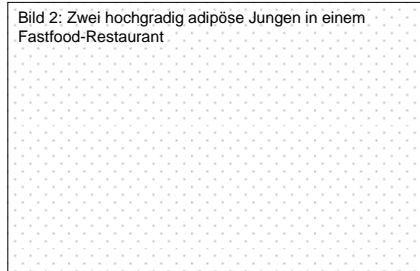 Bild 2: Zwei hochgradig adipöse Jungen in einem
Fastfood-Restaurant